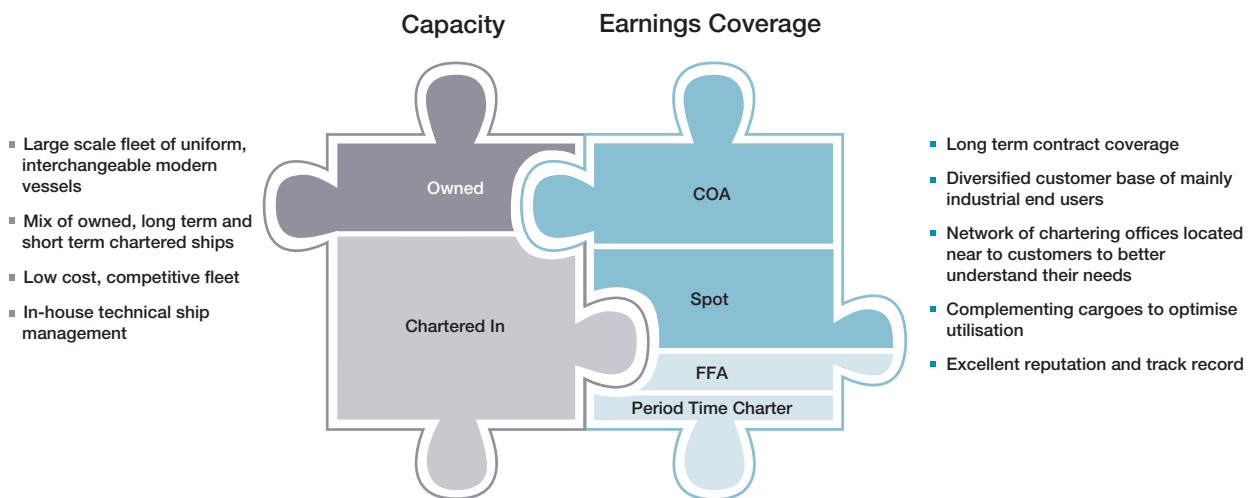 Capacity
Earnings Coverage
Large scale fleet of uniform,
interchangeable modern
vessels
Mix of owned, long term and
short term chartered ships
Low cost, competitive fleet
In-house technical ship
management
Owned
Chartered In
COA
Spot
FFA
Period Time Charter
Long term contract coverage
Diversified customer base of mainly
industrial end users
Network of chartering offices located
near to customers to better
understand their needs
Complementing cargoes to optimise
utilisation
Excellent reputation and track record